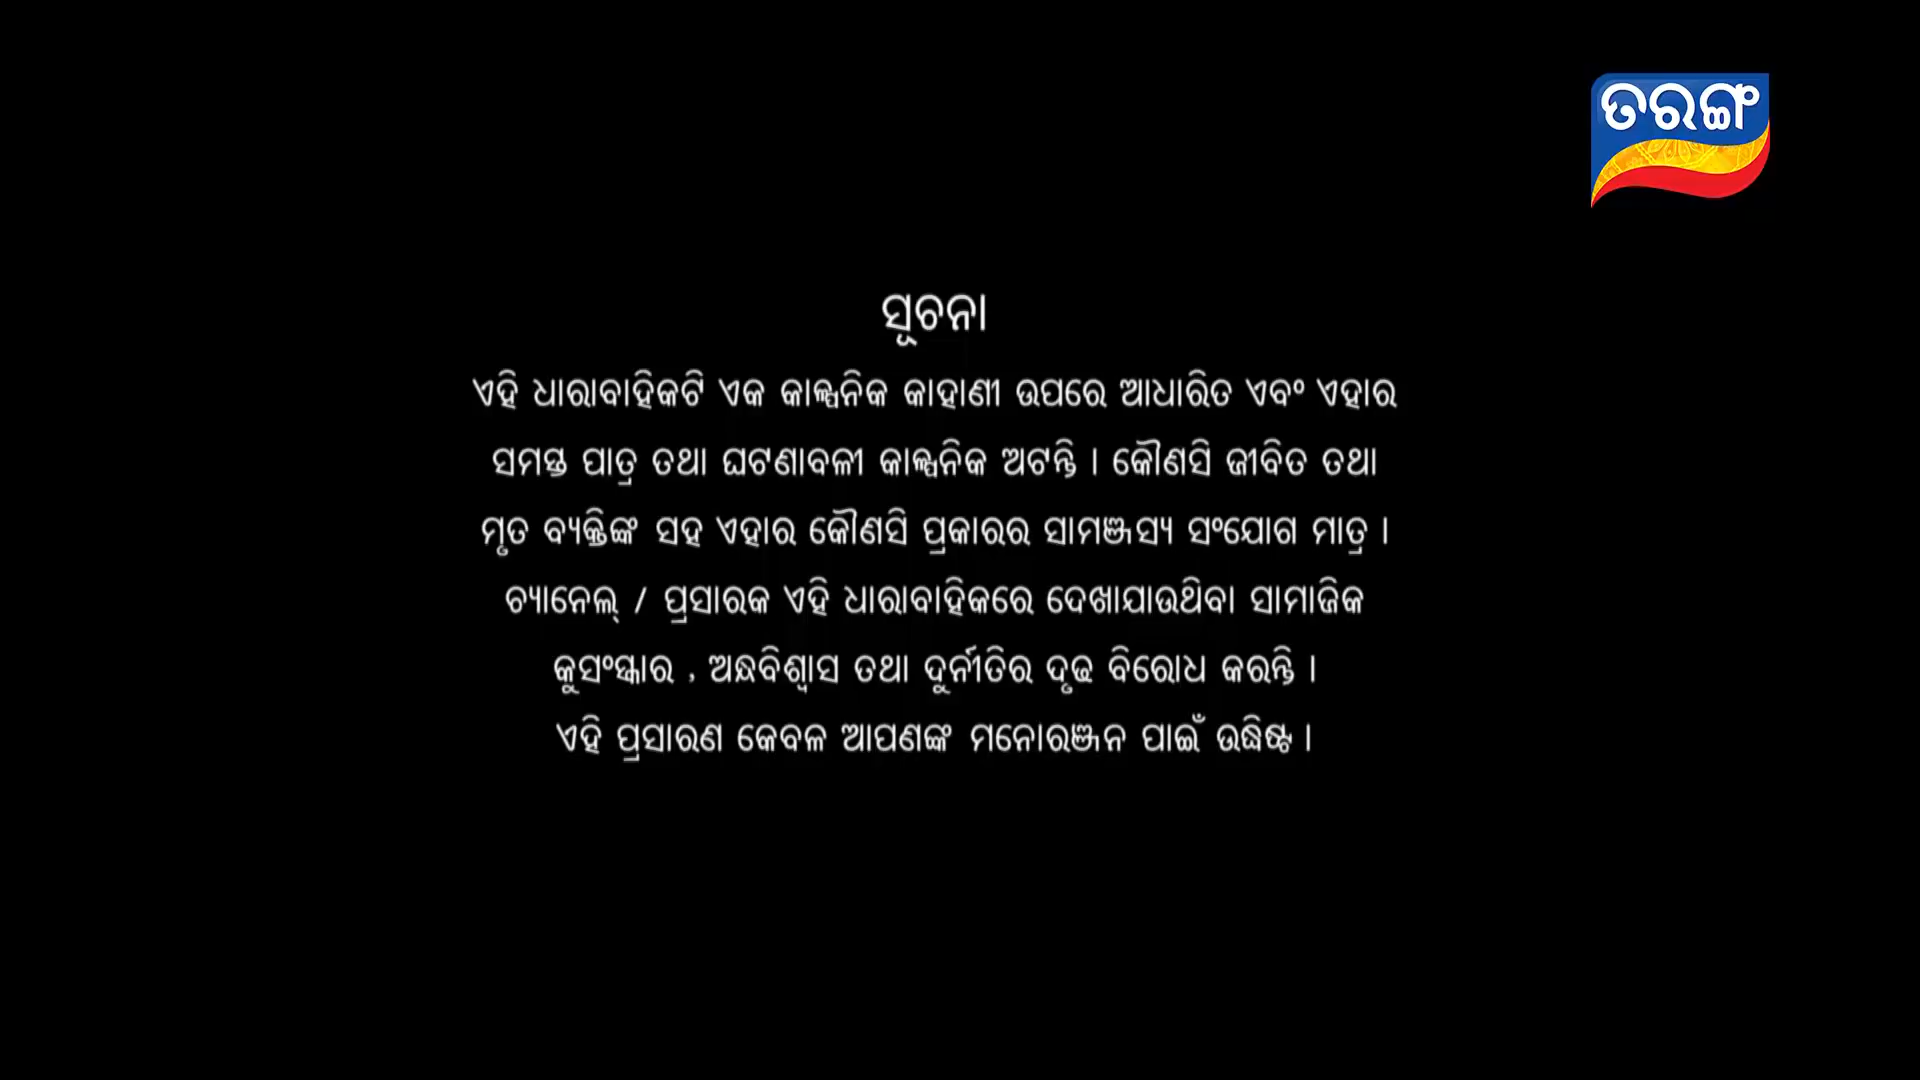 ତରଙ୍ଗ
ସୂଚନା
ଏହି ଧାରାବାହିକଟି ଏକ କାଳ୍ପନିକ କାହାଣୀ ଉପରେ ଆଧାରିତ ଏବଂ ଏହାର
ସମସ୍ତ ପାତ୍ର ତଥା ଘଟଣାବଳୀ କାଳ୍ପନିକ ଅଟନ୍ତି । କୌଣସି ଜୀବିତ ତଥା
ମୃତ ବ୍ୟକ୍ତିଙ୍କ ସହ ଏହାର କୌଣସି ପ୍ରକାରର ସାମଞ୍ଜସ୍ୟ ସଂଯୋଗ ମାତ୍ର ।
ଚ୍ୟାନେଲ୍ / ପ୍ରସାରକ ଏହି ଧାରାବାହିକରେ ଦେଖାଯାଉଥିବା ସାମାଜିକ
କୁସଂସ୍କାର , ଅନ୍ଧବିଶ୍ୱାସ ତଥା ଦୁର୍ନୀତିର ଦୃଢ ବିରୋଧ କରନ୍ତି ।
ଏହି ପ୍ରସାରଣ କେବଳ ଆପଣଙ୍କ ମନୋରଞ୍ଜନ ପାଇଁ ଉଦ୍ଧିଷ୍ଟ ।